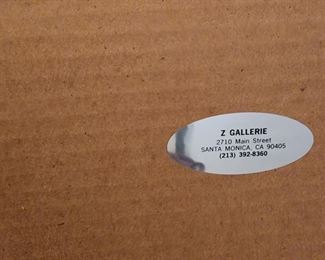 Z GALLERIE
2710 Main Street
SANTA MONICA, CA 90405
(213) 392-8360